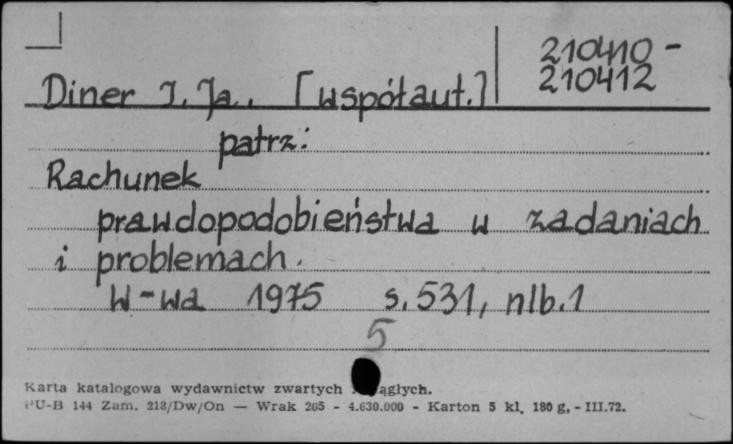 210410 -
210412
Diner I. Ja. [współaut.]
patrz:
Rachunek
prawdopodobieństwa w zadaniach
i problemach.
W-wa 1975 s. 531, nlb. 1
5
Karta katalogowa wydawnictw zwartych
PU-B 144 Zam. 218/Dw/On — Wrak 205 - 4.630.000 - Karton 5 kl. 180 g, - III.72.